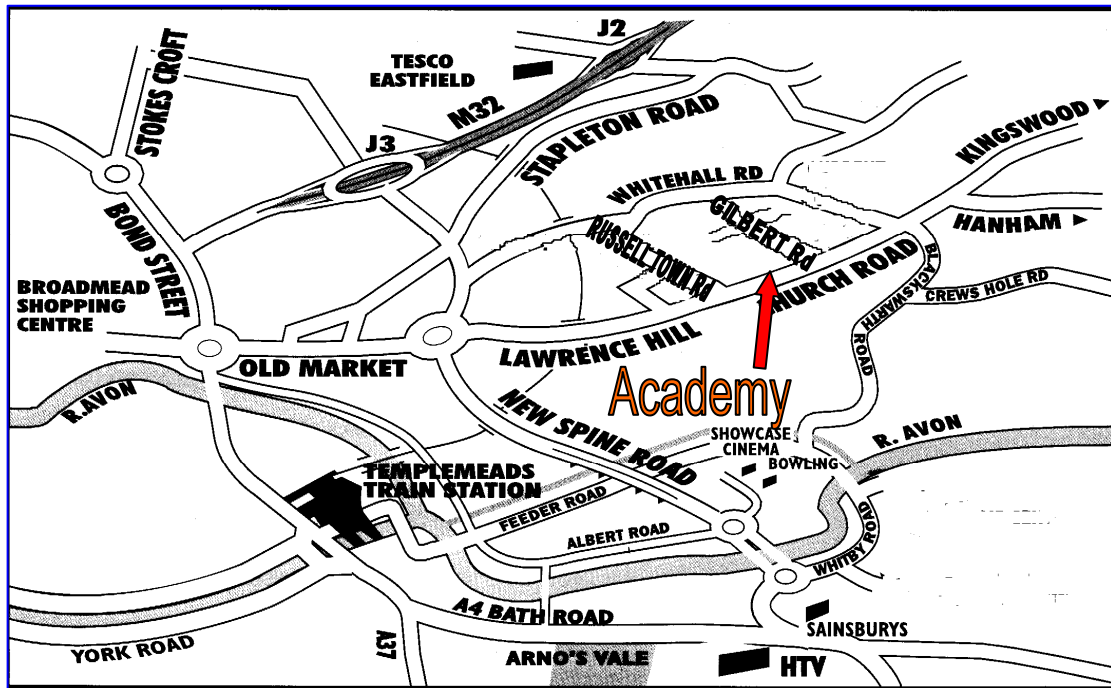 J2
TESCO
EASTFIELD
STOKES CROFT
M32
J3
STAPLETON ROAD
KINGSWOOD
WHITEHALL RD
GILBERT Rd
RUSSELL TOWN Rd
HANHAM
BOND STREET
BROADMEAD
SHOPPING
CENTRE
CHURCH ROAD
BLACKSWARTH ROAD
CREWS HOLE RD
LAWRENCE HILL
OLD MARKET
Academy
R.AVON
NEW SPINE ROAD
SHOWCASE
CINEMA
BOWLING
R. AVON
TEMPLEMEADS
TRAIN STATION
FEEDER ROAD
ALBERT ROAD
WHITBY ROAD
A4 BATH ROAD
SAINSBURYS
YORK ROAD
A37
ARNO'S VALE
HTV